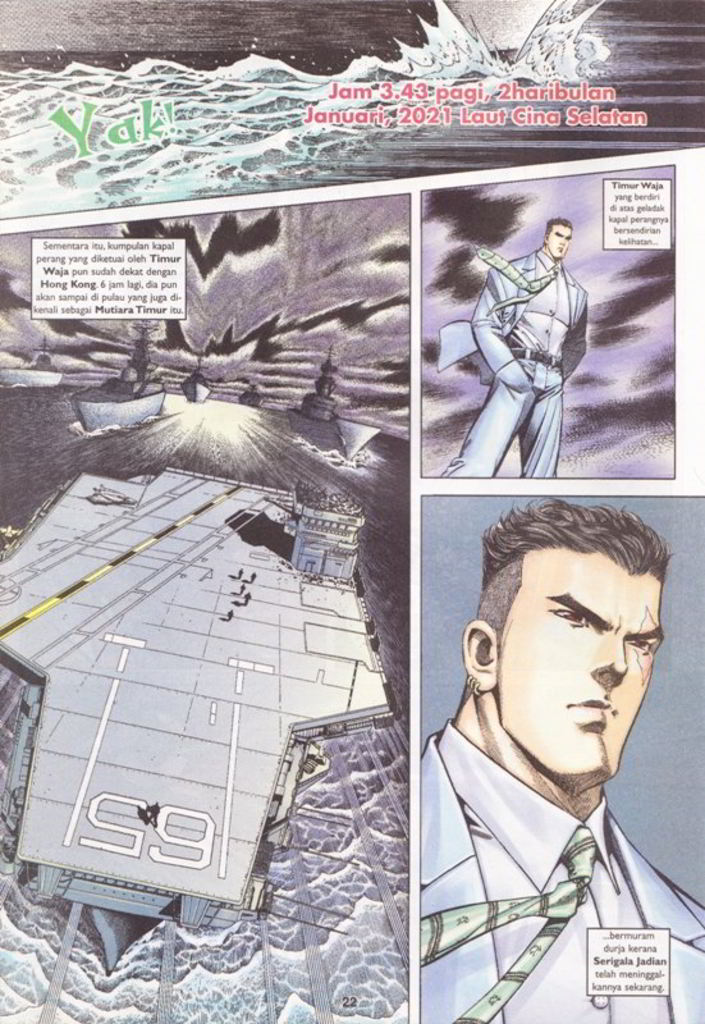 Jam 3.43 pagi, 2haribulan
Januari, 2021 Laut Cina Selatan
Yak!
Sementara itu, kumpulan kapal
perang yang diketuai oleh Timur
Waja pun sudah dekat dengan
Hong Kong. 6 jam lagi, dia pun
akan sampai di pulau yang juga di-
kenali sebagai Mutiara Timur itu.
Timur Waja
yang berdiri
di atas geladak
kapal perangnya
bersendirian
kelihatan...
65
...bermuram
durja kerana
Serigala Jadian
telah meninggal-
kannya sekarang.
22